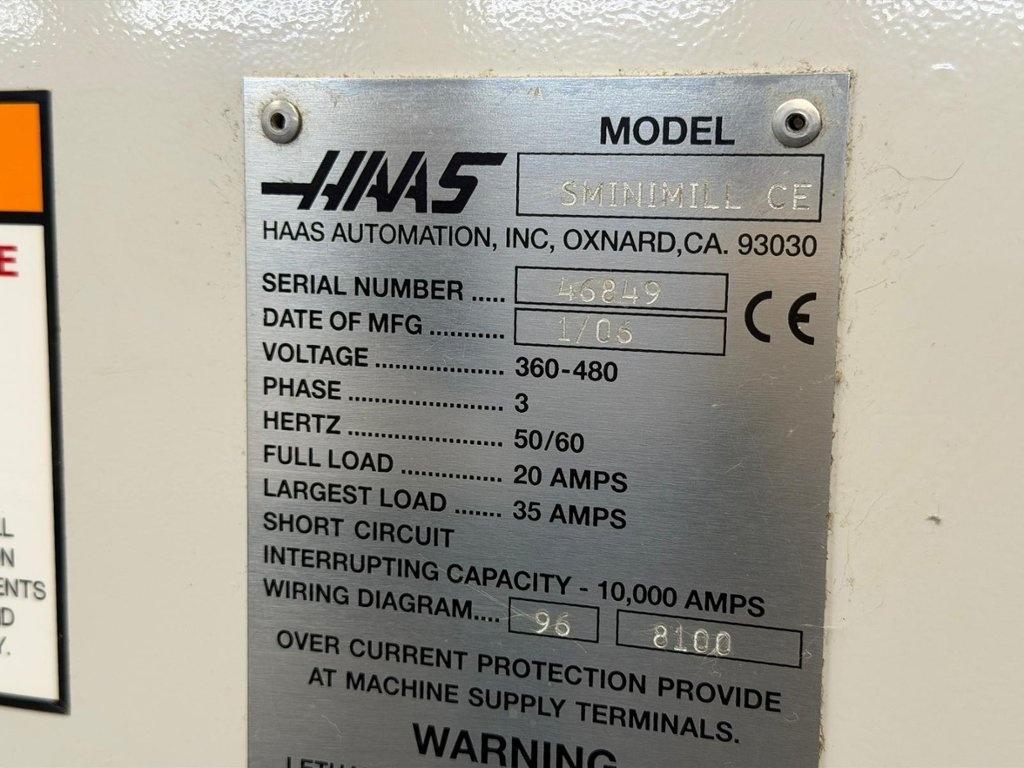 MODEL
HAAS
SMINIMILL CE
HAAS AUTOMATION, INC, OXNARD,CA. 93030
SERIAL NUMBER ..... 46849
DATE OF MFG ........... 1/06
CE
VOLTAGE ................... 360-480
PHASE ....................... 3
HERTZ ....................... 50/60
FULL LOAD ............... 20 AMPS
LARGEST LOAD ....... 35 AMPS
SHORT CIRCUIT
INTERRUPTING CAPACITY - 10,000 AMPS
WIRING DIAGRAM.... 96 8100
OVER CURRENT PROTECTION PROVIDE
AT MACHINE SUPPLY TERMINALS.
WARNING